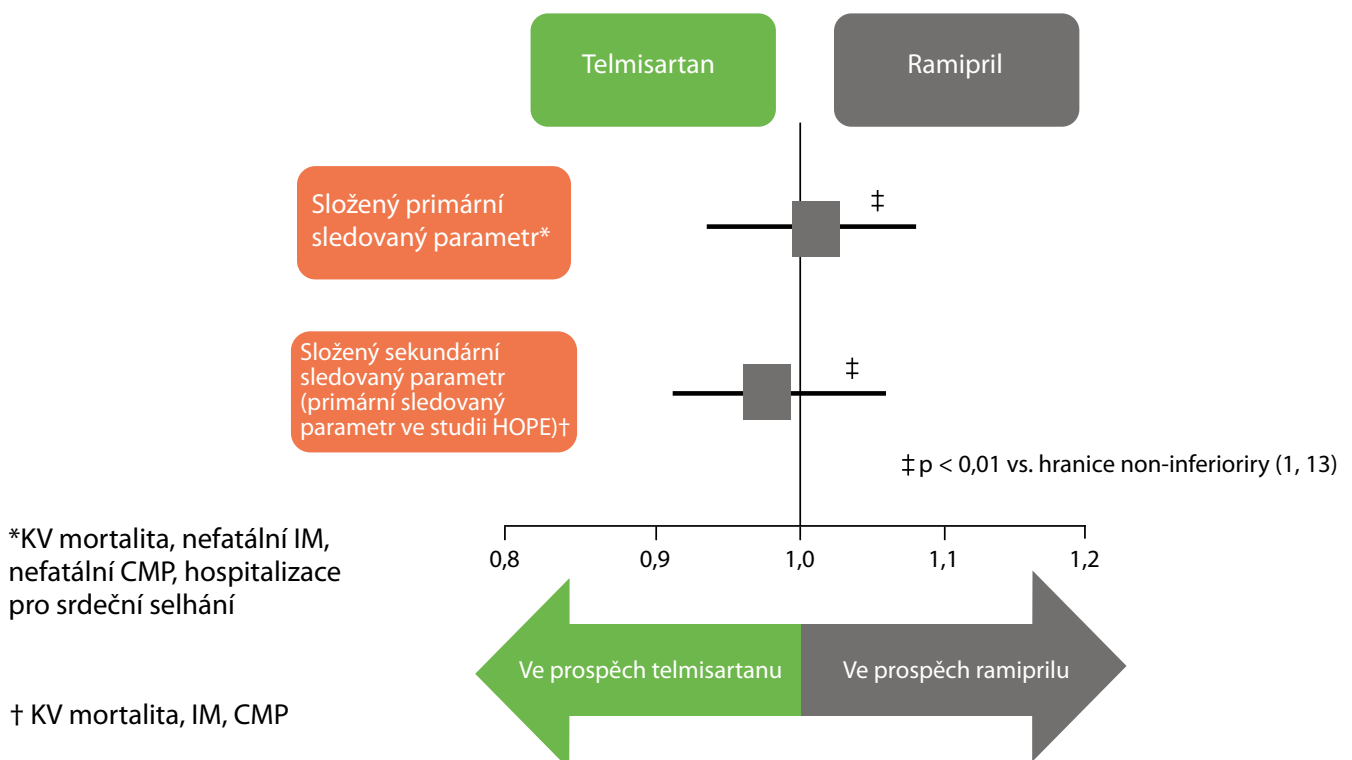 Telmisartan
Ramipril
Složený primární
sledovaný parametr*
‡
Složený sekundární
sledovaný parametr
(primární sledovaný
parametr ve studii HOPE)†
‡
‡ p < 0,01 vs. hranice non-inferioriry (1, 13)
*KV mortalita, nefatální IM,
nefatální CMP, hospitalizace
pro srdeční selhání
0,8
0,9
1,0
1,1
1,2
Ve prospěch telmisartanu
Ve prospěch ramiprilu
† KV mortalita, IM, CMP